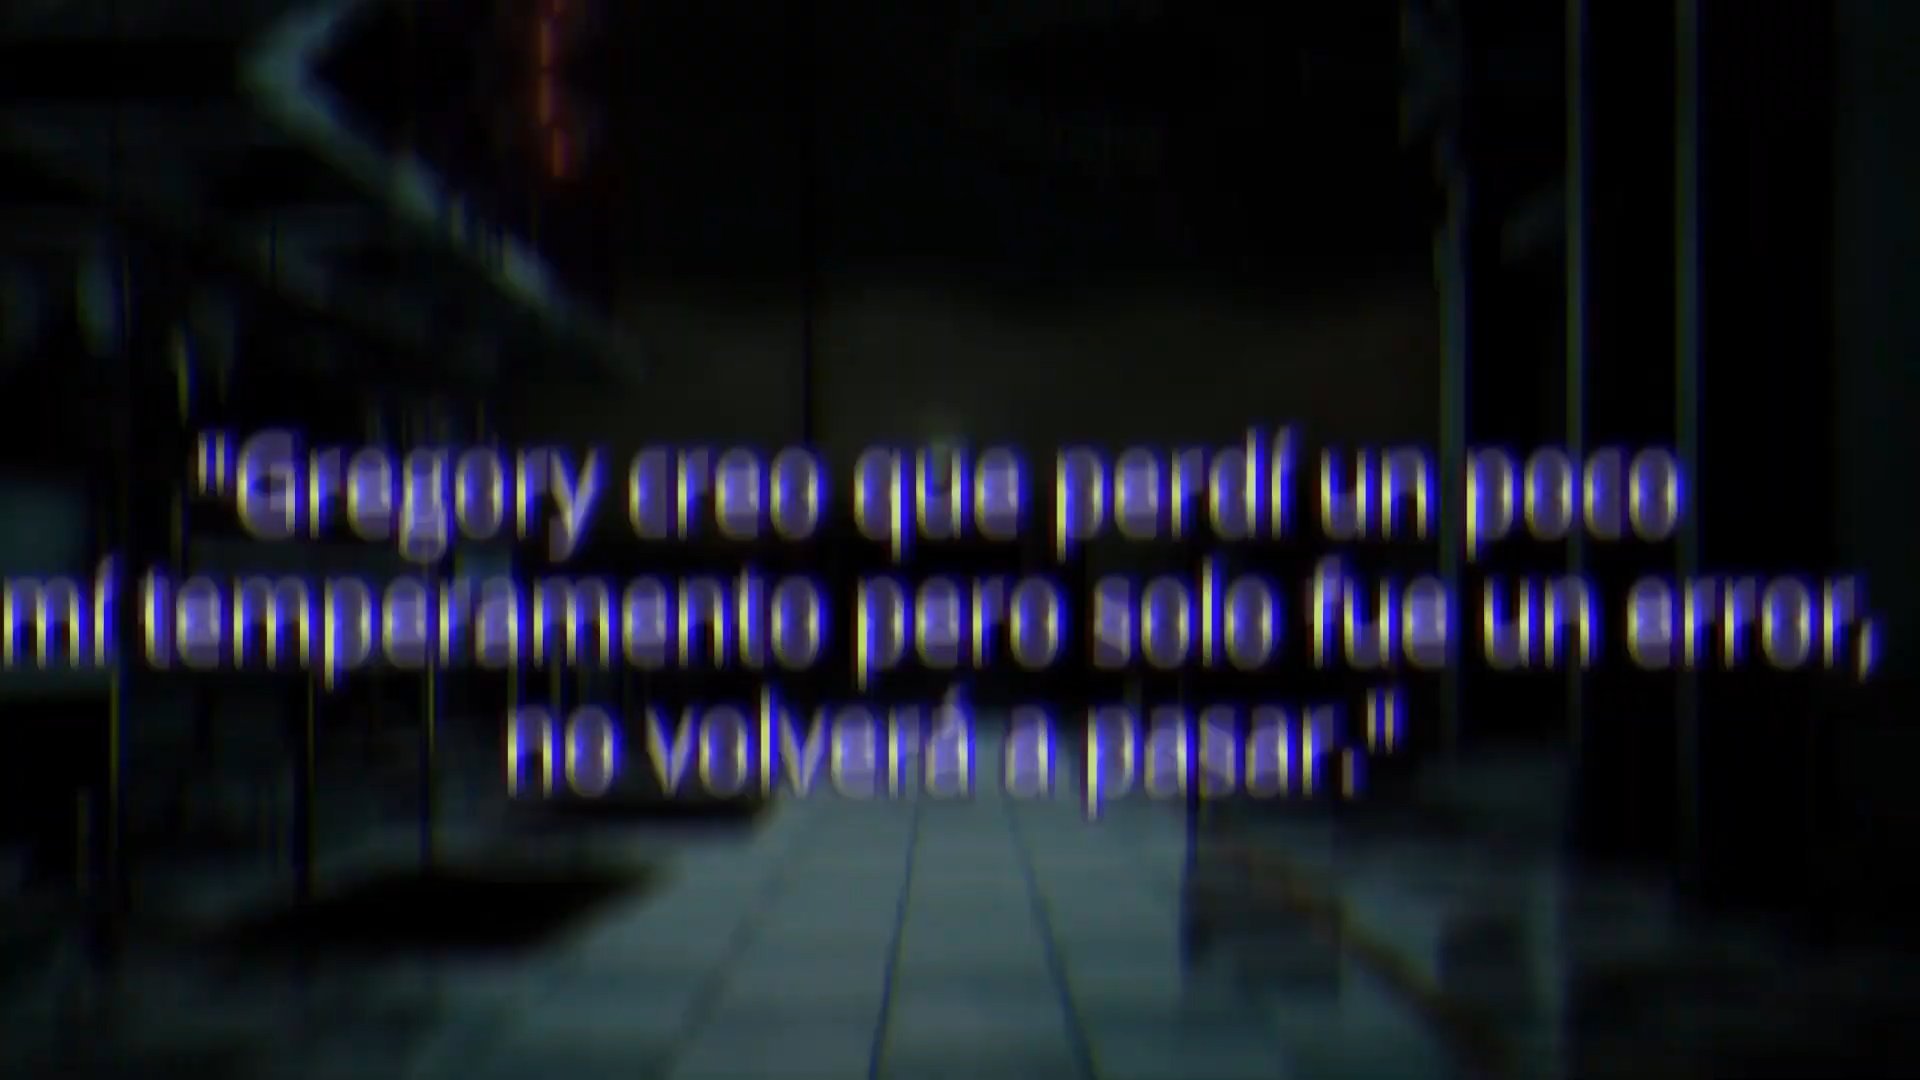 "Gregory creo que perdí un poco
mí temperamento pero solo fue un error,
no volverá a pasar."